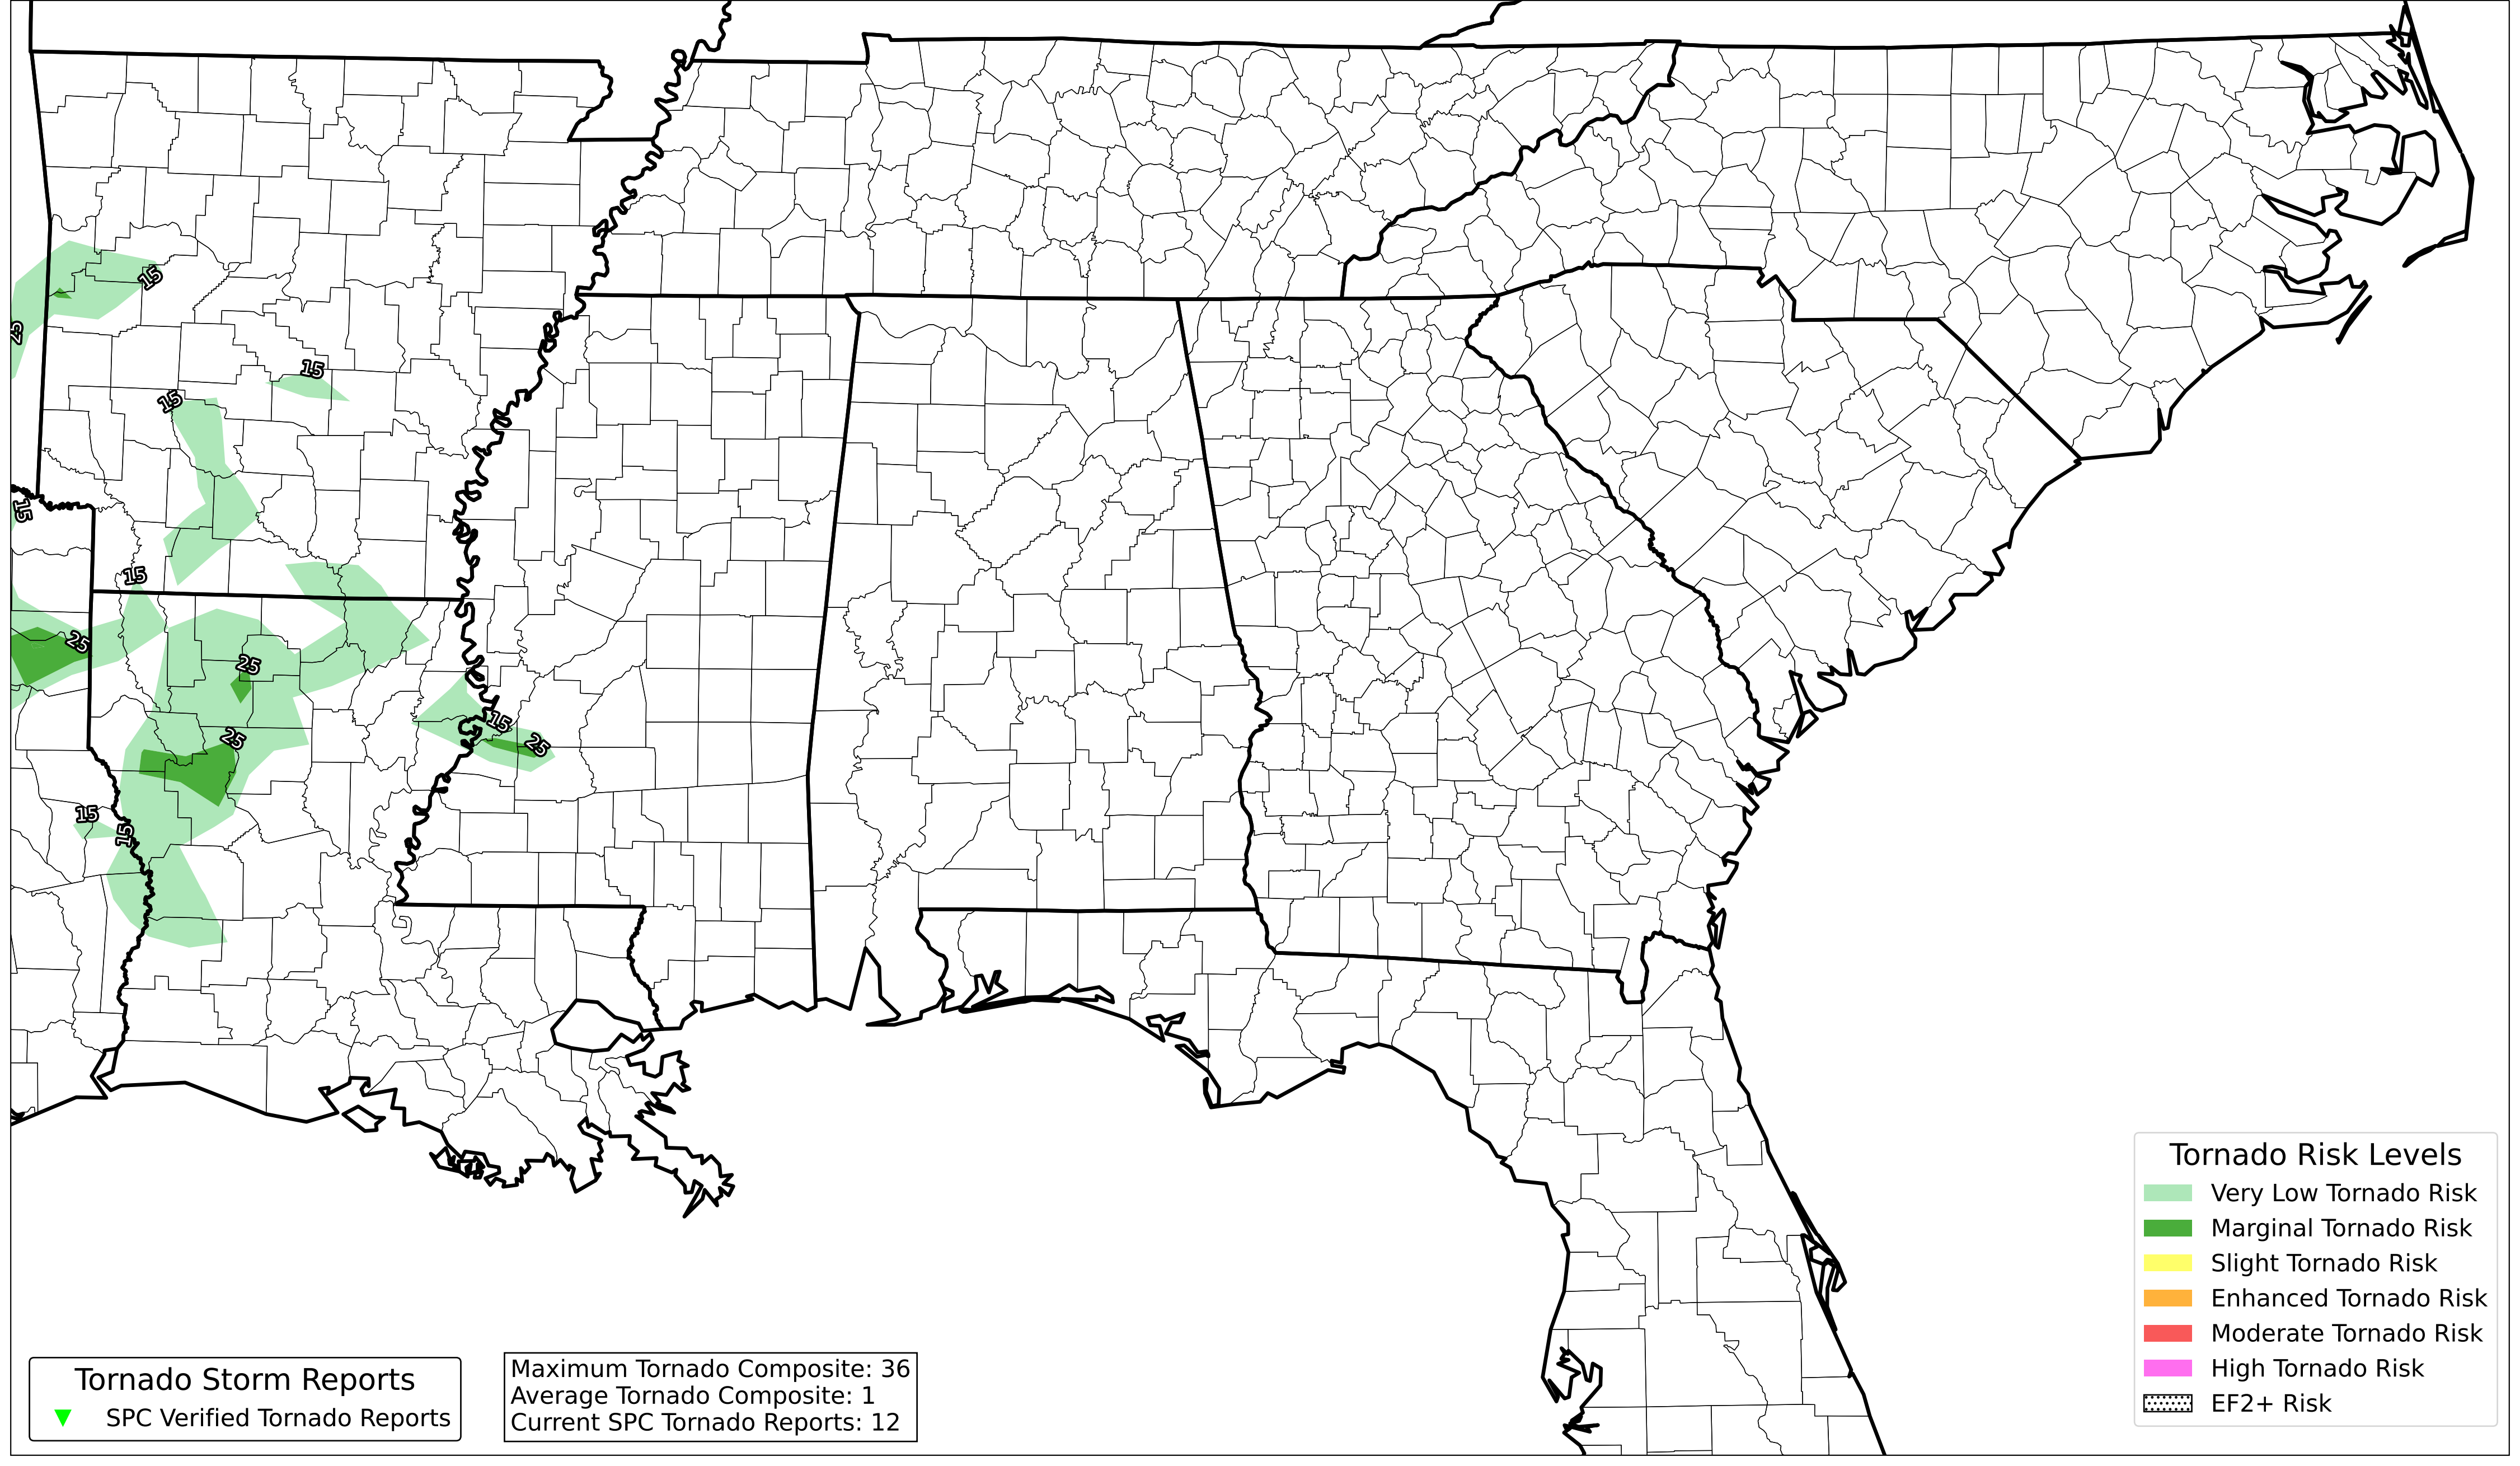 15
25
15
15
15
15
25
25
15
25
25
15
15
Tornado Risk Levels
Very Low Tornado Risk
Marginal Tornado Risk
Slight Tornado Risk
Enhanced Tornado Risk
Moderate Tornado Risk
High Tornado Risk
EF2+ Risk
Tornado Storm Reports
SPC Verified Tornado Reports
Maximum Tornado Composite: 36
Average Tornado Composite: 1
Current SPC Tornado Reports: 12